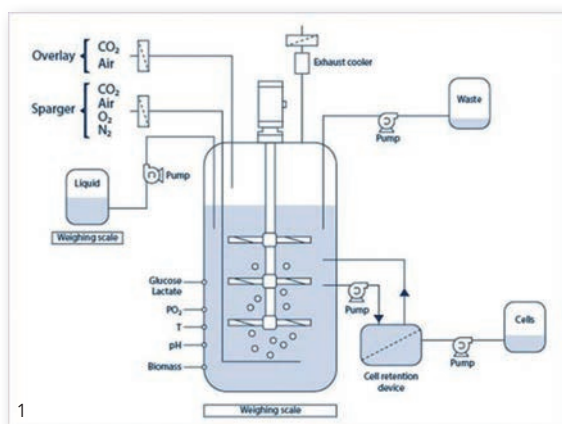 Overlay
CO₂
Air
Sparger
CO₂
Air
O₂
N₂
Exhaust cooler
Waste
Pump
Liquid
Pump
Weighing scale
Glucose
Lactate
PO₂
T
pH
Biomass
Pump
Cells
Pump
Cell retention
device
Weighing scale
1